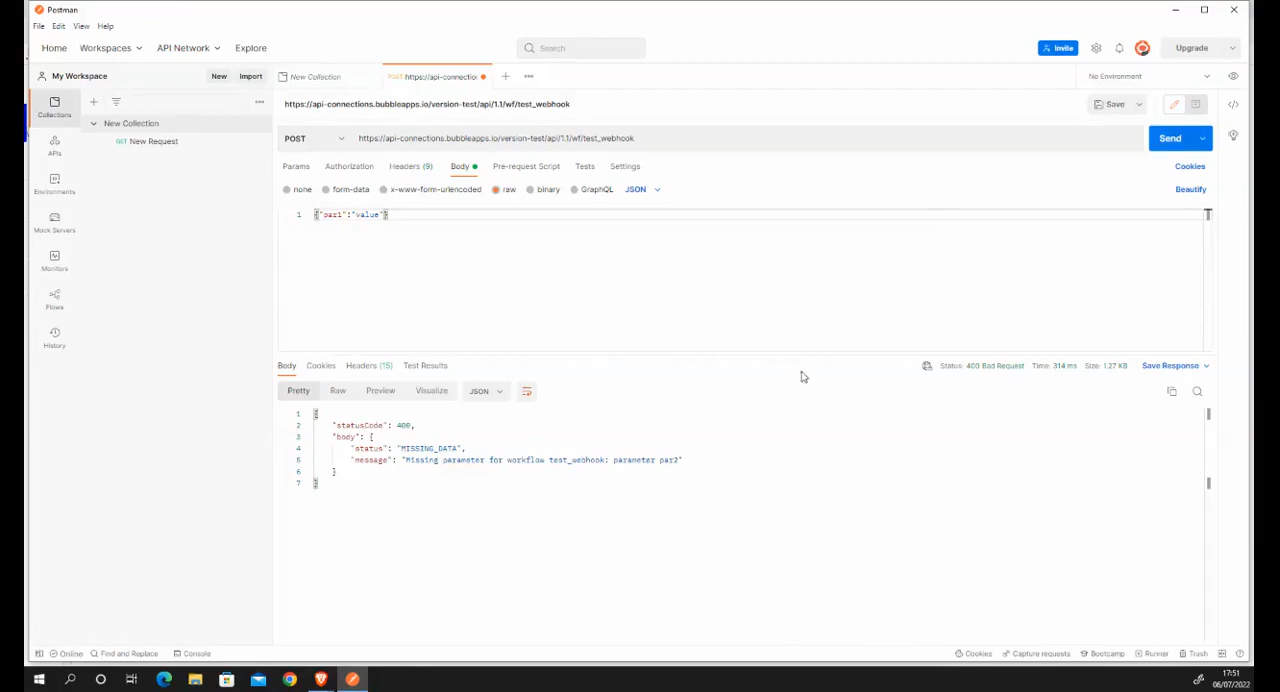 Postman
File Edit View Help
Home Workspaces API Network Explore
Search
Invite
Upgrade
My Workspace New Import
New Collection
POST https://api-connectio
No Environment
Collections
New Collection
GET New Request
APIs
Environments
Mock Servers
Monitors
Flows
History
https://api-connections.bubbleapps.io/version-test/api/1.1/wf/test_webhook
Save
POST https://api-connections.bubbleapps.io/version-test/api/1.1/wf/test_webhook
Send
Params Authorization Headers (9) Body Pre-request Script Tests Settings Cookies
none form-data x-www-form-urlencoded raw binary GraphQL JSON Beautify
1 {"par1":"value"}
Body Cookies Headers (15) Test Results
Status: 400 Bad Request Time: 314 ms Size: 1.27 KB Save Response
Pretty Raw Preview Visualize JSON
1 {
2 "statusCode": 400,
3 "body": {
4 "status": "MISSING_DATA",
5 "message": "Missing parameter for workflow test_webhook: parameter par2"
6 }
7 }
Online Find and Replace Console
Cookies Capture requests Bootcamp Runner Trash
17:51
06/07/2022